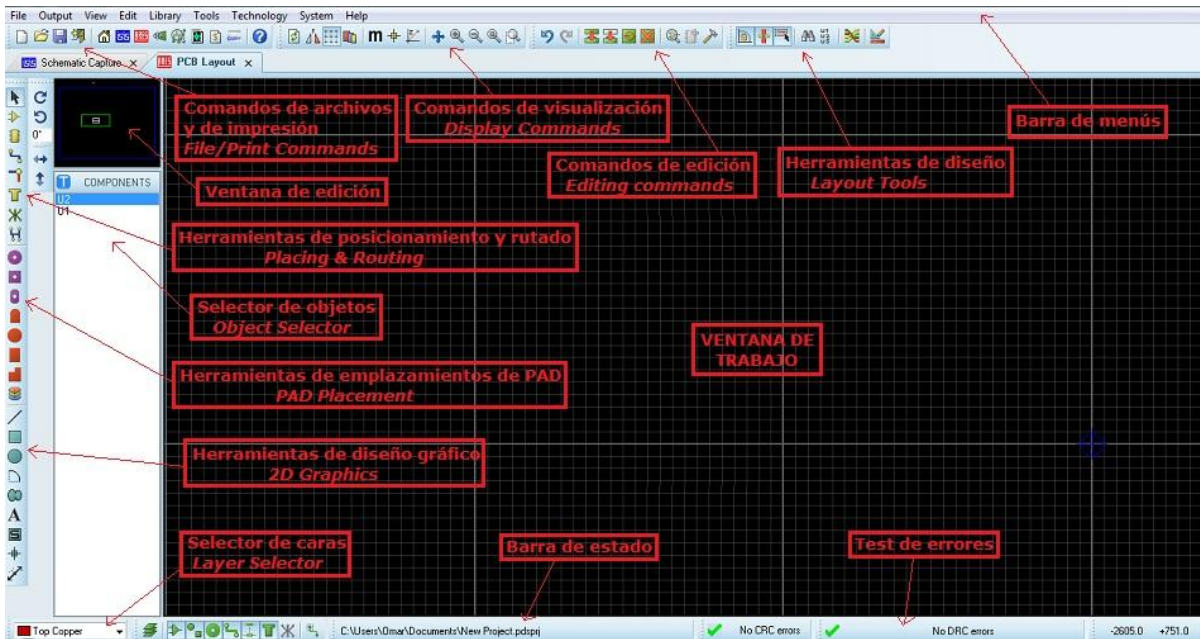 File Output View Edit Library Tools Technology System Help
Schematic Capture X PCB Layout x
Comandos de archivos
y de impresión
File/Print Commands
Comandos de visualización
Display Commands
Barra de menús
Comandos de edición
Editing commands
Herramientas de diseño
Layout Tools
0°
COMPONENTS
U2
U1
Ventana de edición
Herramientas de posicionamiento y rutado
Placing & Routing
Selector de objetos
Object Selector
VENTANA DE
TRABAJO
Herramientas de emplazamientos de PAD
PAD Placement
Herramientas de diseño gráfico
2D Graphics
Selector de caras
Layer Selector
Barra de estado
Test de errores
Top Copper
C:\Users\Omar\Documents\New Project.pdsprj
No CRC errors
No DRC errors
-2605.0 +751.0